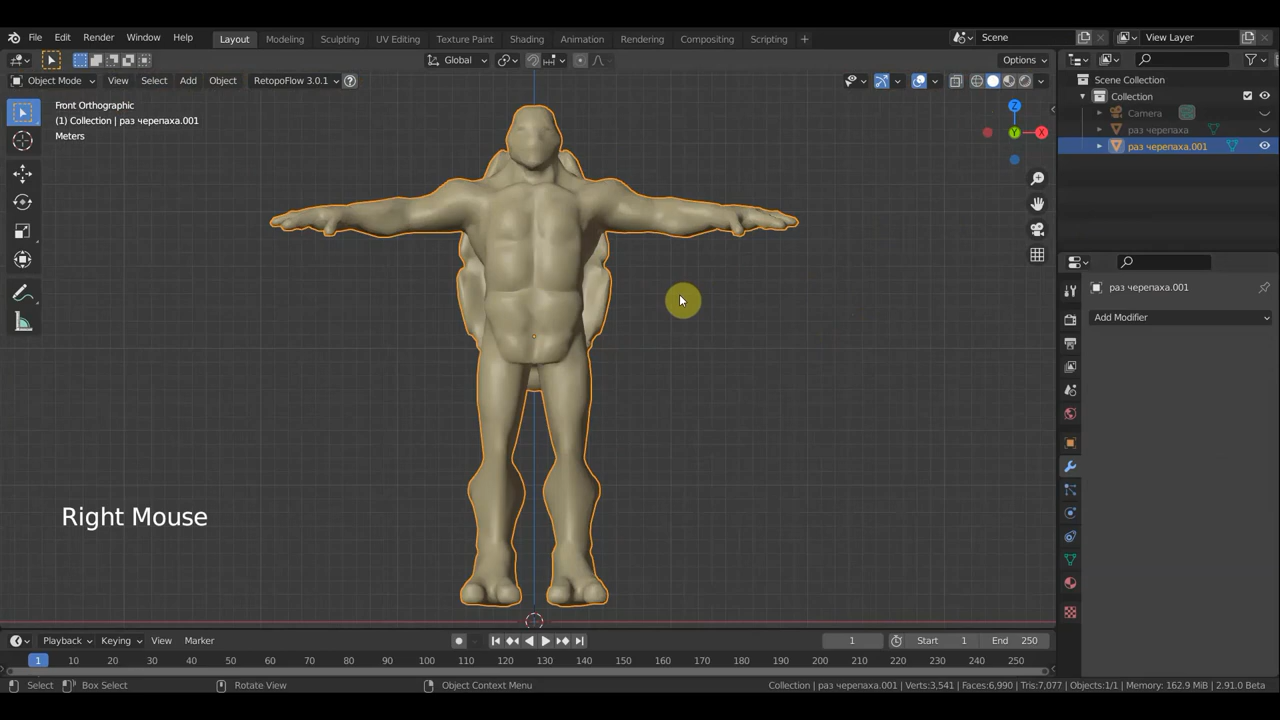 File Edit Render Window Help Layout Modeling Sculpting UV Editing Texture Paint Shading Animation Rendering Compositing Scripting + Scene View Layer
Global Options
Object Mode View Select Add Object RetopoFlow 3.0.1
Scene Collection
Collection
Camera
раз черепаха
раз черепаха.001
Front Orthographic
(1) Collection | раз черепаха.001
Meters
Z
Y
X
раз черепаха.001
Add Modifier
Right Mouse
Playback Keying View Marker 1 Start 1 End 250
1 10 20 30 40 50 60 70 80 90 100 110 120 130 140 150 160 170 180 190 200 210 220 230 240 250
Select Box Select Rotate View Object Context Menu Collection | раз черепаха.001 | Verts:3,541 | Faces:6,990 | Tris:7,077 | Objects:1/1 | Memory: 162.9 MiB | 2.91.0 Beta